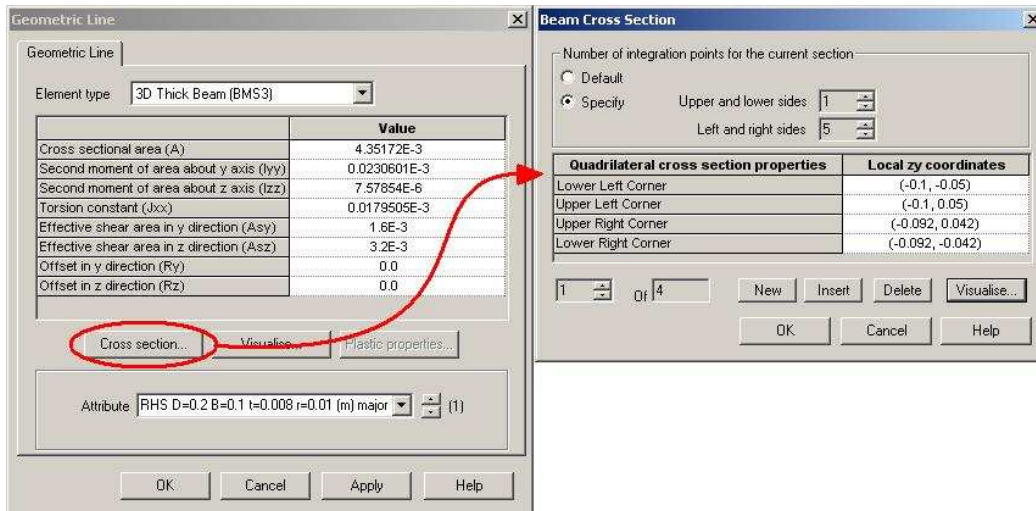 Geometric Line
Geometric Line
Element type 3D Thick Beam (BMS3)
Value
Cross sectional area (A) 4.35172E-3
Second moment of area about y axis (Iyy) 0.0230601E-3
Second moment of area about z axis (Izz) 7.57854E-6
Torsion constant (Jxx) 0.0179505E-3
Effective shear area in y direction (Asy) 1.6E-3
Effective shear area in z direction (Asz) 3.2E-3
Offset in y direction (Ry) 0.0
Offset in z direction (Rz) 0.0
Cross section... Visualise... Plastic properties...
Attribute RHS D=0.2 B=0.1 t=0.008 r=0.01 (m) major (1)
OK Cancel Apply Help
Beam Cross Section
Number of integration points for the current section
Default
Specify Upper and lower sides 1
Left and right sides 5
Quadrilateral cross section properties Local zy coordinates
Lower Left Corner (-0.1, -0.05)
Upper Left Corner (-0.1, 0.05)
Upper Right Corner (-0.092, 0.042)
Lower Right Corner (-0.092, -0.042)
1 Of 4 New Insert Delete Visualise...
OK Cancel Help